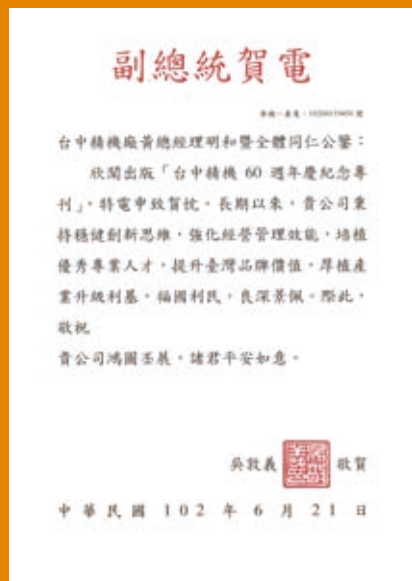 副總統賀電
台中精機廠黃總經理明和暨全體同仁公鑒：
欣聞出版「台中精機 60 週年慶紀念專
刊」，特電申致賀忱。長期以來，貴公司秉
持穩健創新思維，強化經營管理效能，培植
優秀專業人才，提升臺灣品牌價值，厚植產
業升級利基，福國利民，良深景佩。際此，
敬祝
貴公司鴻圖丕展，諸君平安如意。
吳敦義 敬賀
中華民國 102 年 6 月 21 日